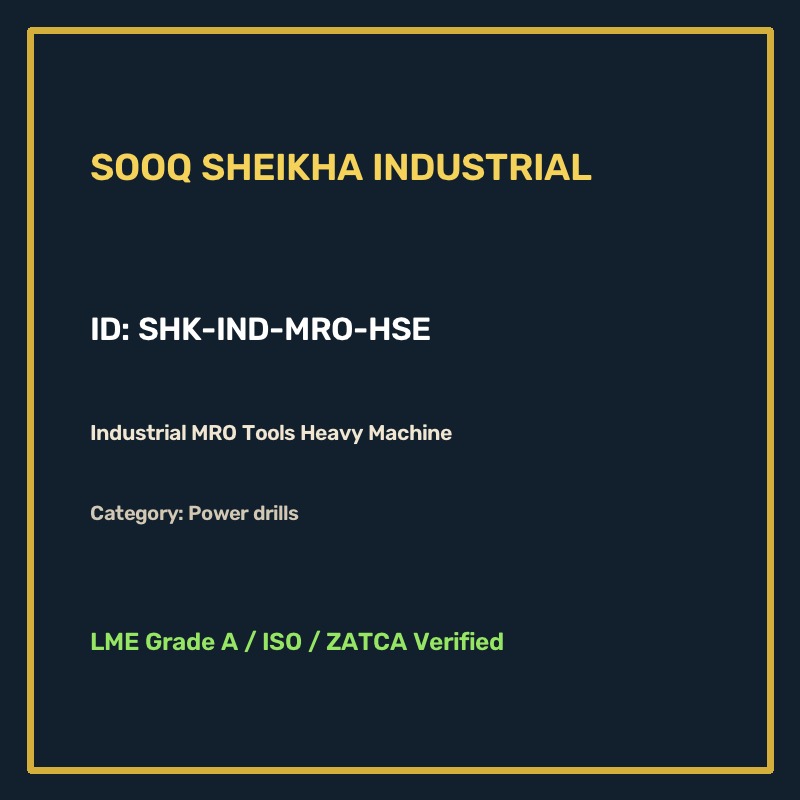 SOOQ SHEIKHA INDUSTRIAL
ID: SHK-IND-MRO-HSE
Industrial MRO Tools Heavy Machine
Category: Power drills
LME Grade A / ISO / ZATCA Verified